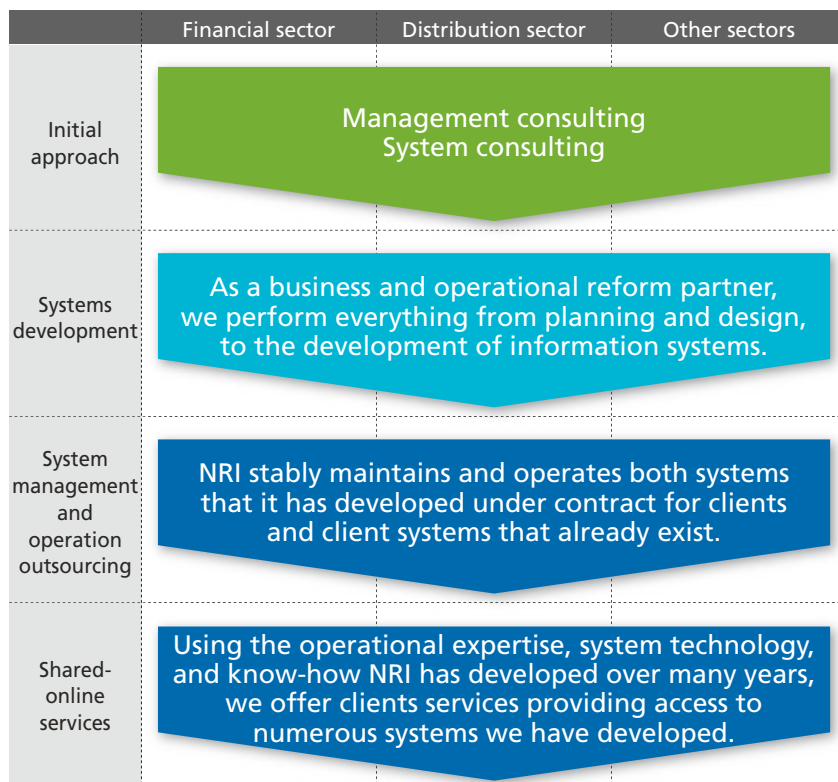 Financial sector Distribution sector Other sectors
Initial
approach
Management consulting
System consulting
Systems
development
As a business and operational reform partner,
we perform everything from planning and design,
to the development of information systems.
System
management
and
operation
outsourcing
NRI stably maintains and operates both systems
that it has developed under contract for clients
and client systems that already exist.
Shared-
online
services
Using the operational expertise, system technology,
and know-how NRI has developed over many years,
we offer clients services providing access to
numerous systems we have developed.